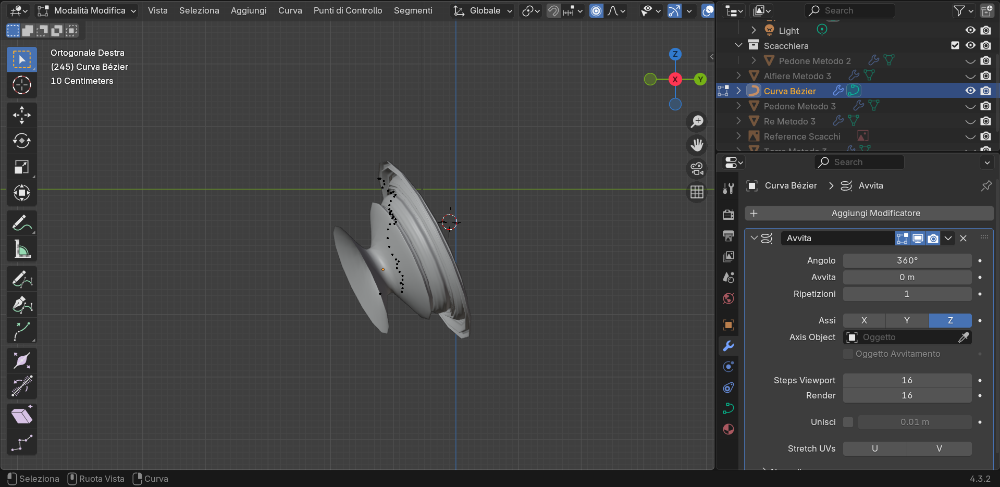 Modalità Modifica
Vista
Seleziona
Aggiungi
Curva
Punti di Controllo
Segmenti
Globale
Search
Ortogonale Destra
(245) Curva Bézier
10 Centimeters
Z
X
Y
Light
Scacchiera
Pedone Metodo 2
Alfiere Metodo 3
Curva Bézier
Pedone Metodo 3
Re Metodo 3
Reference Scacchi
Torre Metodo 3
Search
Curva Bézier
Avvita
Aggiungi Modificatore
Avvita
Angolo 360°
Avvita 0 m
Ripetizioni 1
Assi X Y Z
Axis Object Oggetto
Oggetto Avvitamento
Steps Viewport 16
Render 16
Unisci 0.01 m
Stretch UVs U V
Seleziona
Ruota Vista
Curva
4.3.2